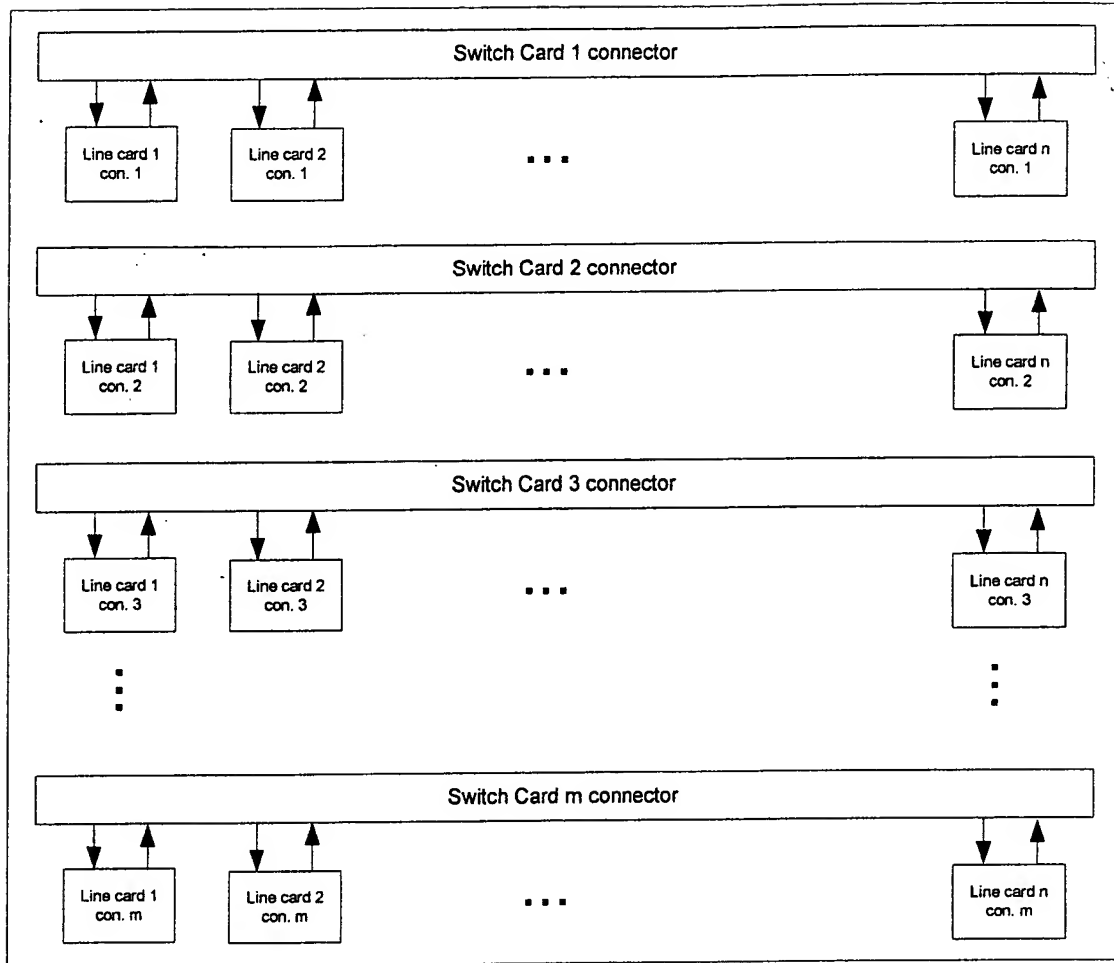 Switch Card 1 connector
Line card 1
con. 1
Line card 2
con. 1
...
Line card n
con. 1
Switch Card 2 connector
Line card 1
con. 2
Line card 2
con. 2
...
Line card n
con. 2
Switch Card 3 connector
Line card 1
con. 3
Line card 2
con. 3
...
Line card n
con. 3
Switch Card m connector
Line card 1
con. m
Line card 2
con. m
...
Line card n
con. m